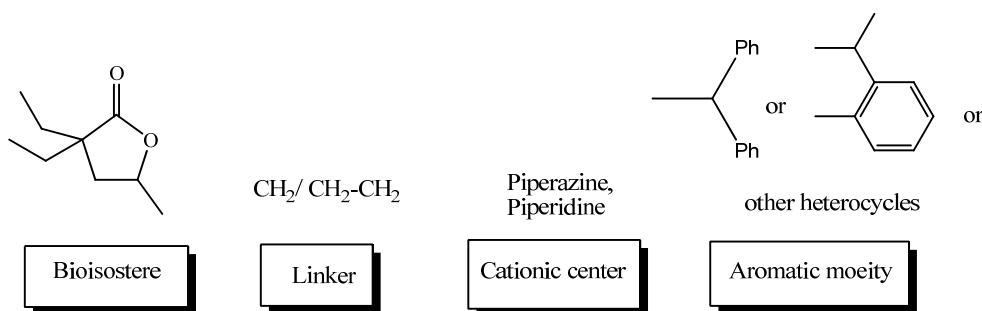 O
O
Ph
Ph
or
or
CH2/ CH2-CH2
Piperazine,
Piperidine
other heterocycles
Bioisostere
Linker
Cationic center
Aromatic moeity